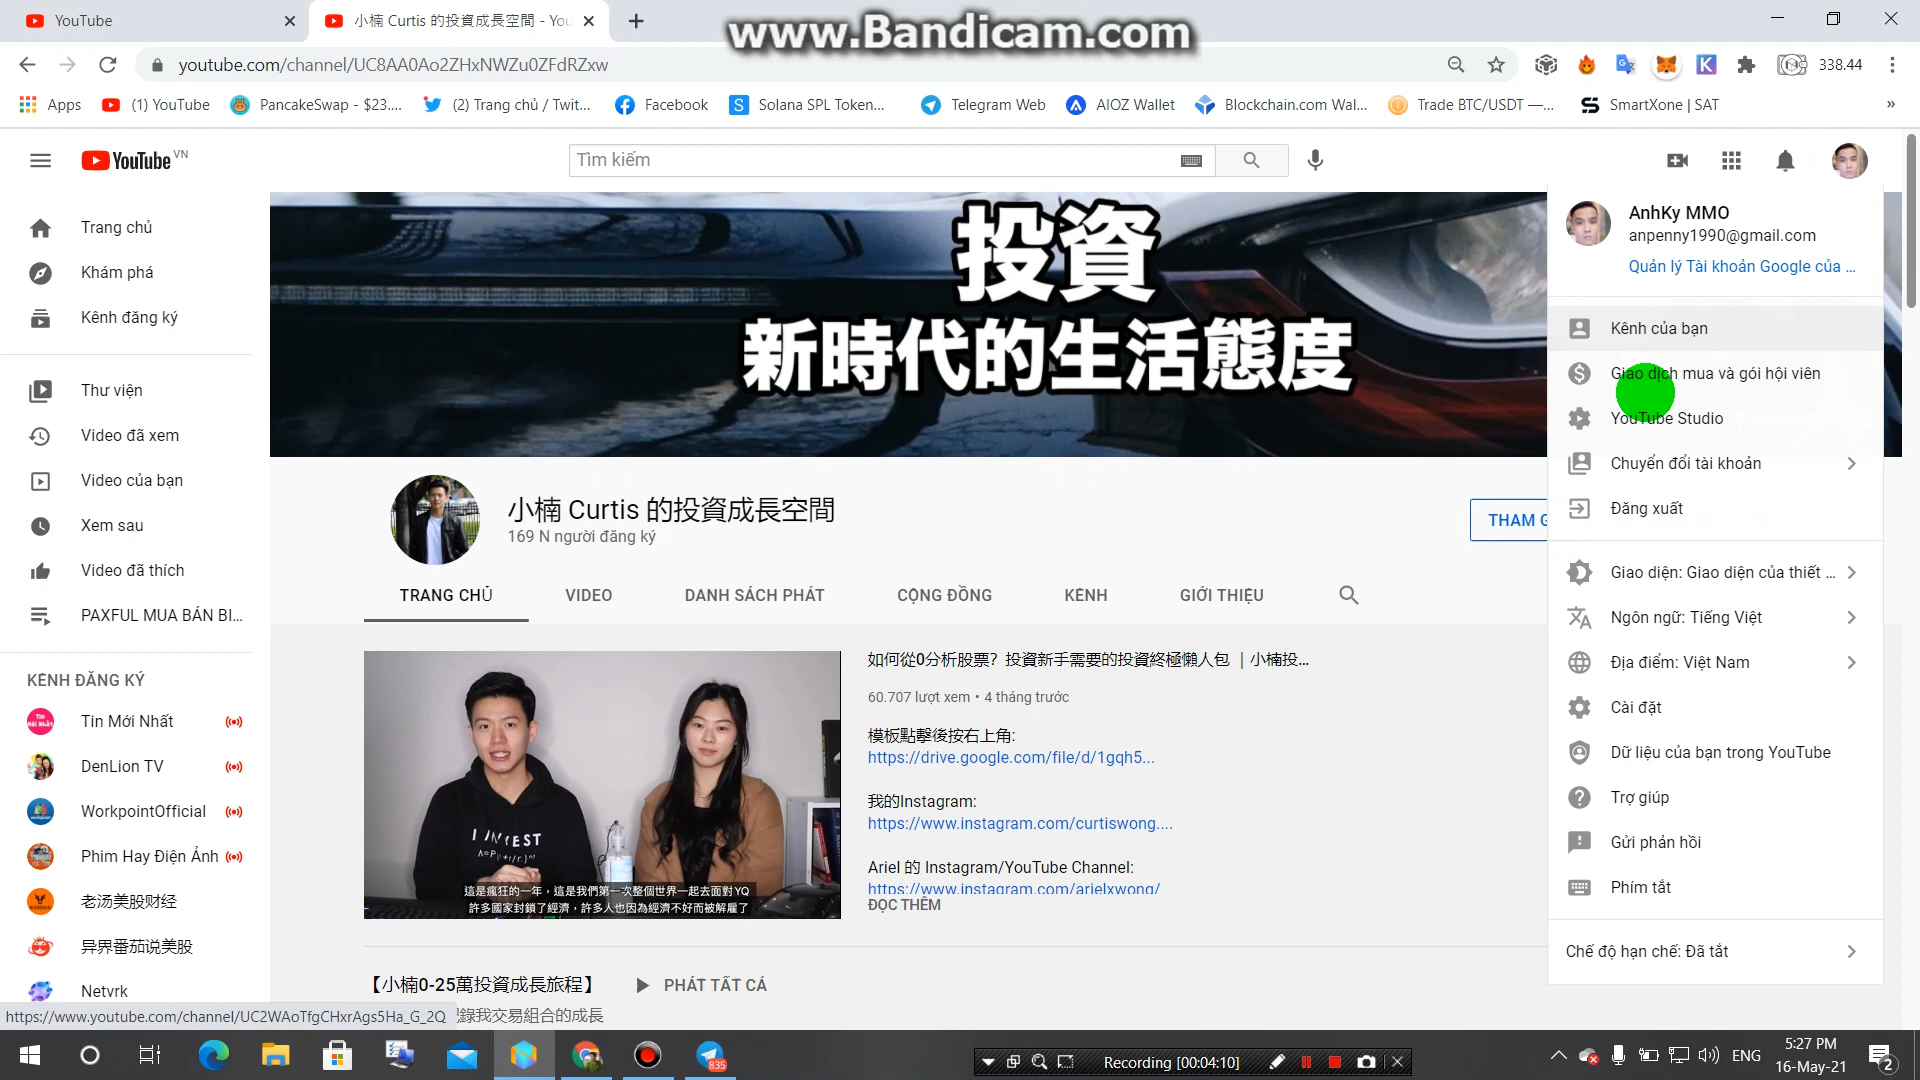 YouTube
小楠 Curtis 的投資成長空間 - You
www.Bandicam.com
youtube.com/channel/UC8AA0Ao2ZHxNWZu0ZFdRZxw
338.44
Apps
(1) YouTube
PancakeSwap - $23....
(2) Trang chủ / Twit...
Facebook
Solana SPL Token...
Telegram Web
AIOZ Wallet
Blockchain.com Wal...
Trade BTC/USDT —...
SmartXone | SAT
»
YouTube VN
Tìm kiếm
Trang chủ
Khám phá
Kênh đăng ký
Thư viện
Video đã xem
Video của bạn
Xem sau
Video đã thích
PAXFUL MUA BÁN BI...
KÊNH ĐĂNG KÝ
Tin Mới Nhất
DenLion TV
WorkpointOfficial
Phim Hay Điện Ảnh
老汤美股财经
异界番茄说美股
Netvrk
投資
新時代的生活態度
小楠 Curtis 的投資成長空間
169 N người đăng ký
THAM G
TRANG CHỦ
VIDEO
DANH SÁCH PHÁT
CỘNG ĐỒNG
KÊNH
GIỚI THIỆU
I INVEST
這是瘋狂的一年，這是我們第一次整個世界一起去面對YQ
許多國家封鎖了經濟，許多人也因為經濟不好而被解雇了
如何從0分析股票？投資新手需要的投資終極懶人包 ｜小楠投...
60.707 lượt xem • 4 tháng trước
模板點擊後按右上角:
https://drive.google.com/file/d/1gqh5...
我的Instagram:
https://www.instagram.com/curtiswong....
Ariel 的 Instagram/YouTube Channel:
https://www.instagram.com/arielxwong/
ĐỌC THÊM
【小楠0-25萬投資成長旅程】
PHÁT TẤT CẢ
記錄我交易組合的成長
AnhKy MMO
anpenny1990@gmail.com
Quản lý Tài khoản Google của ...
Kênh của bạn
Giao dịch mua và gói hội viên
YouTube Studio
Chuyển đổi tài khoản
Đăng xuất
Giao diện: Giao diện của thiết ...
Ngôn ngữ: Tiếng Việt
Địa điểm: Việt Nam
Cài đặt
Dữ liệu của bạn trong YouTube
Trợ giúp
Gửi phản hồi
Phím tắt
Chế độ hạn chế: Đã tắt
https://www.youtube.com/channel/UC2WAoTfgCHxrAgs5Ha_G_2Q
835
Recording [00:04:10]
ENG
5:27 PM
16-May-21
2